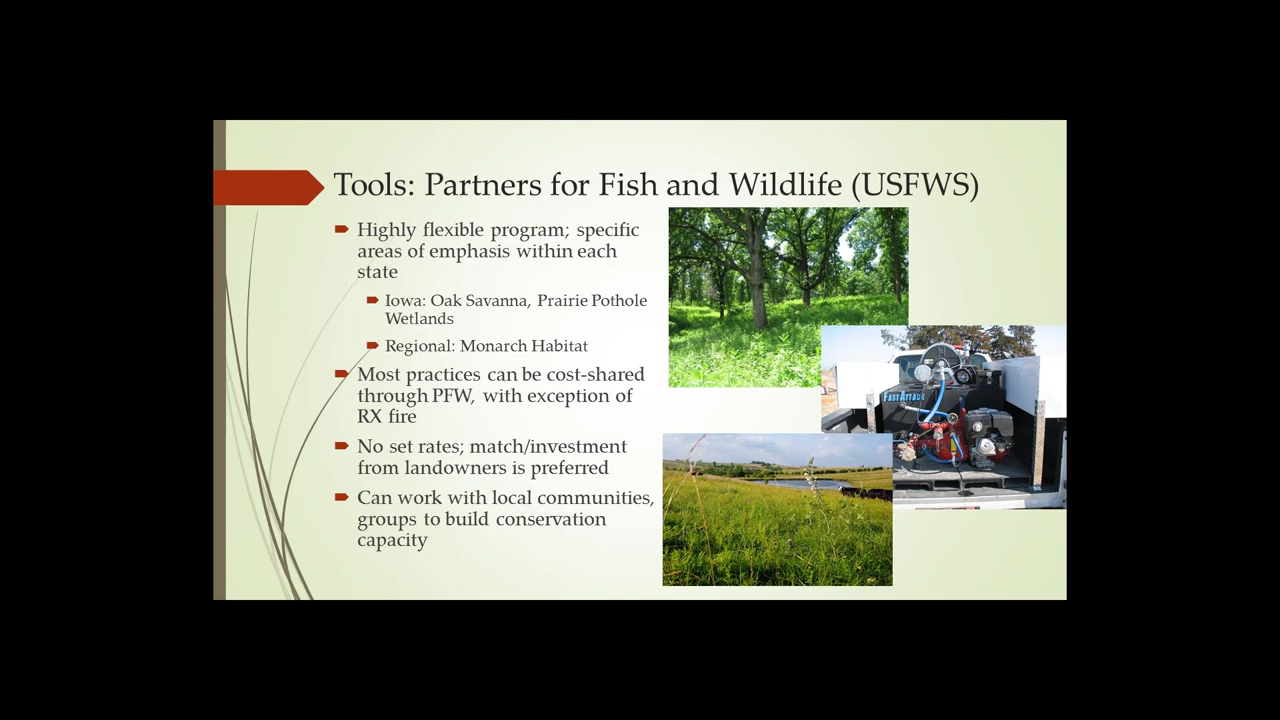 Tools: Partners for Fish and Wildlife (USFWS)
Highly flexible program; specific
areas of emphasis within each
state
Iowa: Oak Savanna, Prairie Pothole
Wetlands
Regional: Monarch Habitat
Most practices can be cost-shared
through PFW, with exception of
RX fire
No set rates; match/investment
from landowners is preferred
Can work with local communities,
groups to build conservation
capacity
FAST ATTACK